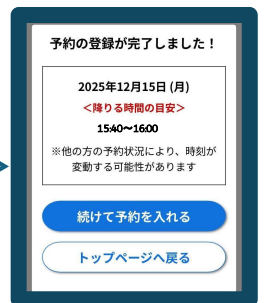 予約の登録が完了しました！
2025年12月15日 (月)
＜降りる時間の目安＞
15:40〜16:00
※他の方の予約状況により、時刻が
変動する可能性があります
続けて予約を入れる
トップページへ戻る